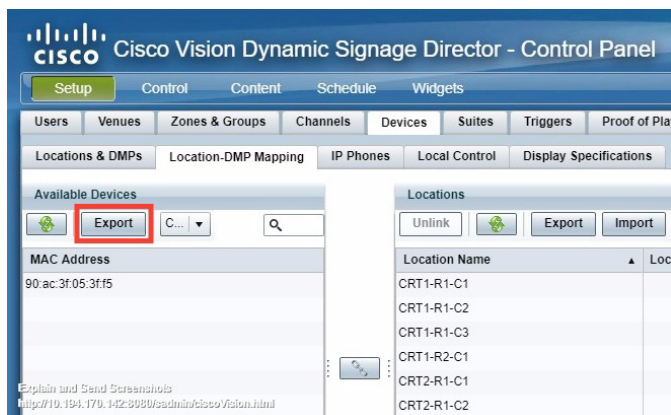 CISCO Cisco Vision Dynamic Signage Director - Control Panel
Setup Control Content Schedule Widgets
Users Venues Zones & Groups Channels Devices Suites Triggers Proof of Pla
Locations & DMPs Location-DMP Mapping IP Phones Local Control Display Specifications
Available Devices Locations
Export C... Unlink Export Import
MAC Address Location Name Loc
90:ac:3f:05:3f:f5 CRT1-R1-C1
CRT1-R1-C2
CRT1-R1-C3
CRT1-R2-C1
CRT2-R1-C1
CRT2-R1-C2
Explain and Send Screenshots
http://10.194.170.142:8080/sadmin/ciscoVision.html